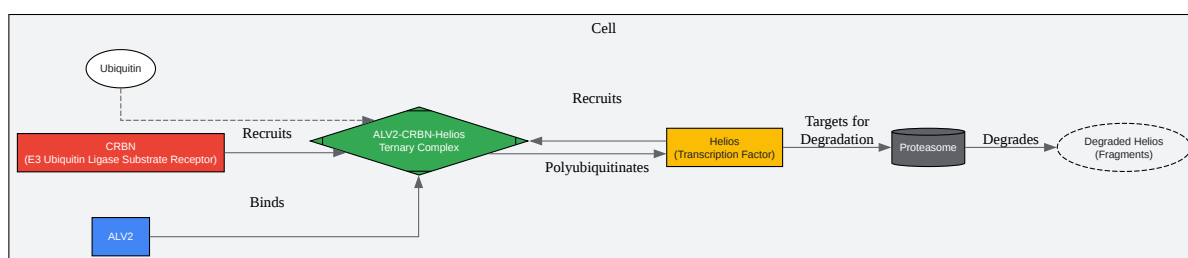 Cell
Ubiquitin
Recruits
CRBN
(E3 Ubiquitin Ligase Substrate Receptor)
Recruits
ALV2-CRBN-Helios
Ternary Complex
Polyubiquitinates
Helios
(Transcription Factor)
Targets for
Degradation
Proteasome
Degrades
Degraded Helios
(Fragments)
Binds
ALV2